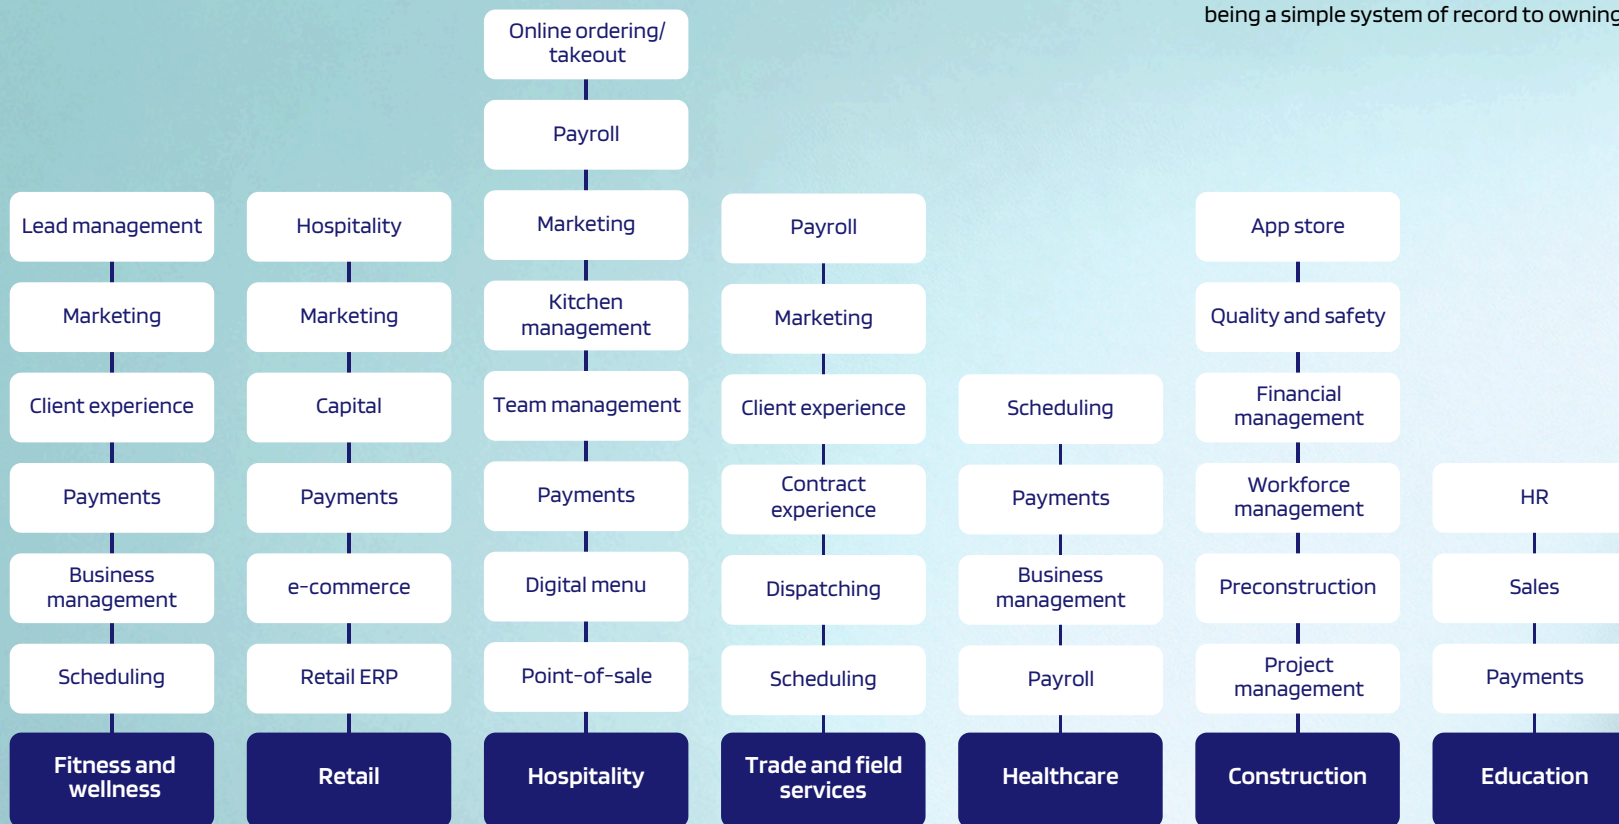 being a simple system of record to owning
Online ordering/
takeout
Payroll
Marketing
Kitchen
management
Team management
Payments
Digital menu
Point-of-sale
Hospitality
Lead management
Marketing
Client experience
Payments
Business
management
Scheduling
Fitness and
wellness
Hospitality
Marketing
Capital
Payments
e-commerce
Retail ERP
Retail
Payroll
Marketing
Client experience
Contract
experience
Dispatching
Scheduling
Trade and field
services
Scheduling
Payments
Business
management
Payroll
Healthcare
App store
Quality and safety
Financial
management
Workforce
management
Preconstruction
Project
management
Construction
HR
Sales
Payments
Education